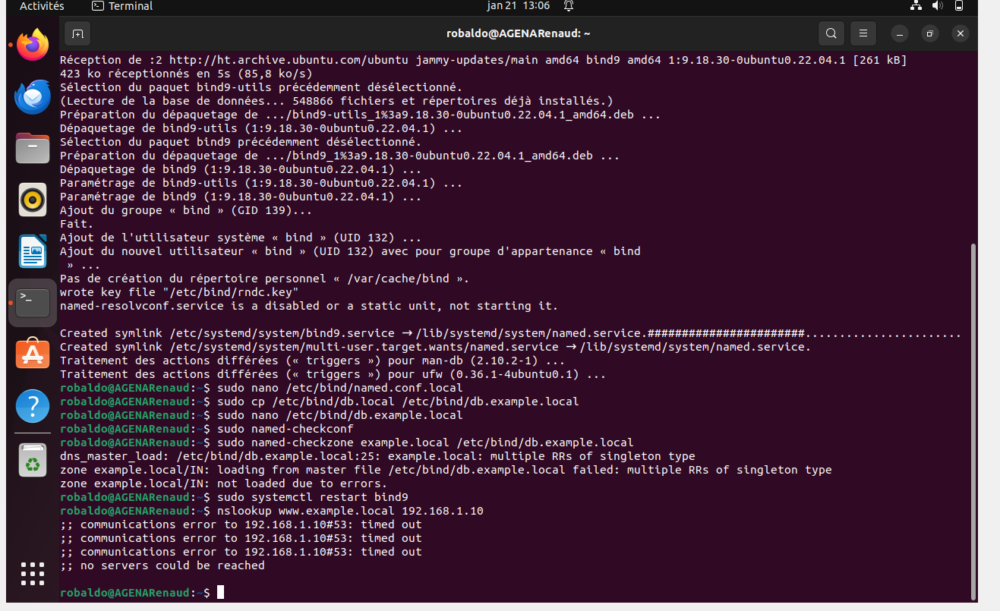 Activités
Terminal
jan 21 13:06
robaldo@AGENARenaud: ~
Réception de :2 http://ht.archive.ubuntu.com/ubuntu jammy-updates/main amd64 bind9 amd64 1:9.18.30-0ubuntu0.22.04.1 [261 kB]
423 ko réceptionnés en 5s (85,8 ko/s)
Sélection du paquet bind9-utils précédemment désélectionné.
(Lecture de la base de données... 548866 fichiers et répertoires déjà installés.)
Préparation du dépaquetage de .../bind9-utils_1%3a9.18.30-0ubuntu0.22.04.1_amd64.deb ...
Dépaquetage de bind9-utils (1:9.18.30-0ubuntu0.22.04.1) ...
Sélection du paquet bind9 précédemment désélectionné.
Préparation du dépaquetage de .../bind9_1%3a9.18.30-0ubuntu0.22.04.1_amd64.deb ...
Dépaquetage de bind9 (1:9.18.30-0ubuntu0.22.04.1) ...
Paramétrage de bind9-utils (1:9.18.30-0ubuntu0.22.04.1) ...
Paramétrage de bind9 (1:9.18.30-0ubuntu0.22.04.1) ...
Ajout du groupe « bind » (GID 139)...
Fait.
Ajout de l'utilisateur système « bind » (UID 132) ...
Ajout du nouvel utilisateur « bind » (UID 132) avec pour groupe d'appartenance « bind
 » ...
Pas de création du répertoire personnel « /var/cache/bind ».
wrote key file "/etc/bind/rndc.key"
named-resolvconf.service is a disabled or a static unit, not starting it.
Created symlink /etc/systemd/system/bind9.service → /lib/systemd/system/named.service.#######################.......................
Created symlink /etc/systemd/system/multi-user.target.wants/named.service → /lib/systemd/system/named.service.
Traitement des actions différées (« triggers ») pour man-db (2.10.2-1) ...
Traitement des actions différées (« triggers ») pour ufw (0.36.1-4ubuntu0.1) ...
robaldo@AGENARenaud:~$ sudo nano /etc/bind/named.conf.local
robaldo@AGENARenaud:~$ sudo cp /etc/bind/db.local /etc/bind/db.example.local
robaldo@AGENARenaud:~$ sudo nano /etc/bind/db.example.local
robaldo@AGENARenaud:~$ sudo named-checkconf
robaldo@AGENARenaud:~$ sudo named-checkzone example.local /etc/bind/db.example.local
dns_master_load: /etc/bind/db.example.local:25: example.local: multiple RRs of singleton type
zone example.local/IN: loading from master file /etc/bind/db.example.local failed: multiple RRs of singleton type
zone example.local/IN: not loaded due to errors.
robaldo@AGENARenaud:~$ sudo systemctl restart bind9
robaldo@AGENARenaud:~$ nslookup www.example.local 192.168.1.10
;; communications error to 192.168.1.10#53: timed out
;; communications error to 192.168.1.10#53: timed out
;; communications error to 192.168.1.10#53: timed out
;; no servers could be reached
robaldo@AGENARenaud:~$